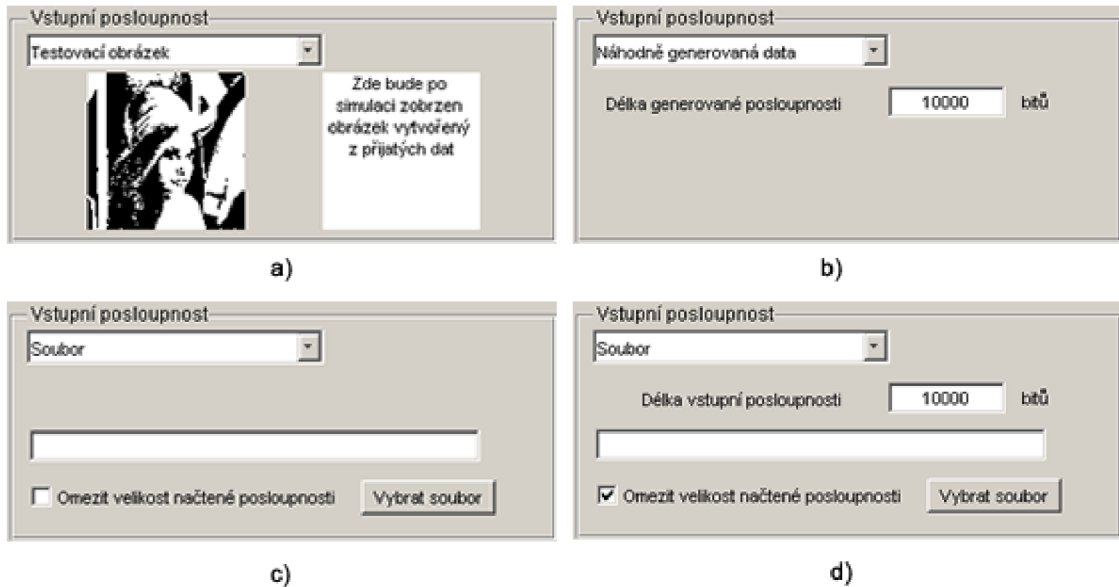 Vstupní posloupnost
Testovací obrázek
Zde bude po
simulaci zobrzen
obrázek vytvořený
z přijatých dat
a)
Vstupní posloupnost
Náhodně generovaná data
Délka generované posloupnosti 10000 bitů
b)
Vstupní posloupnost
Soubor
Omezit velikost načtené posloupnosti Vybrat soubor
c)
Vstupní posloupnost
Soubor
Délka vstupní posloupnosti 10000 bitů
Omezit velikost načtené posloupnosti Vybrat soubor
d)